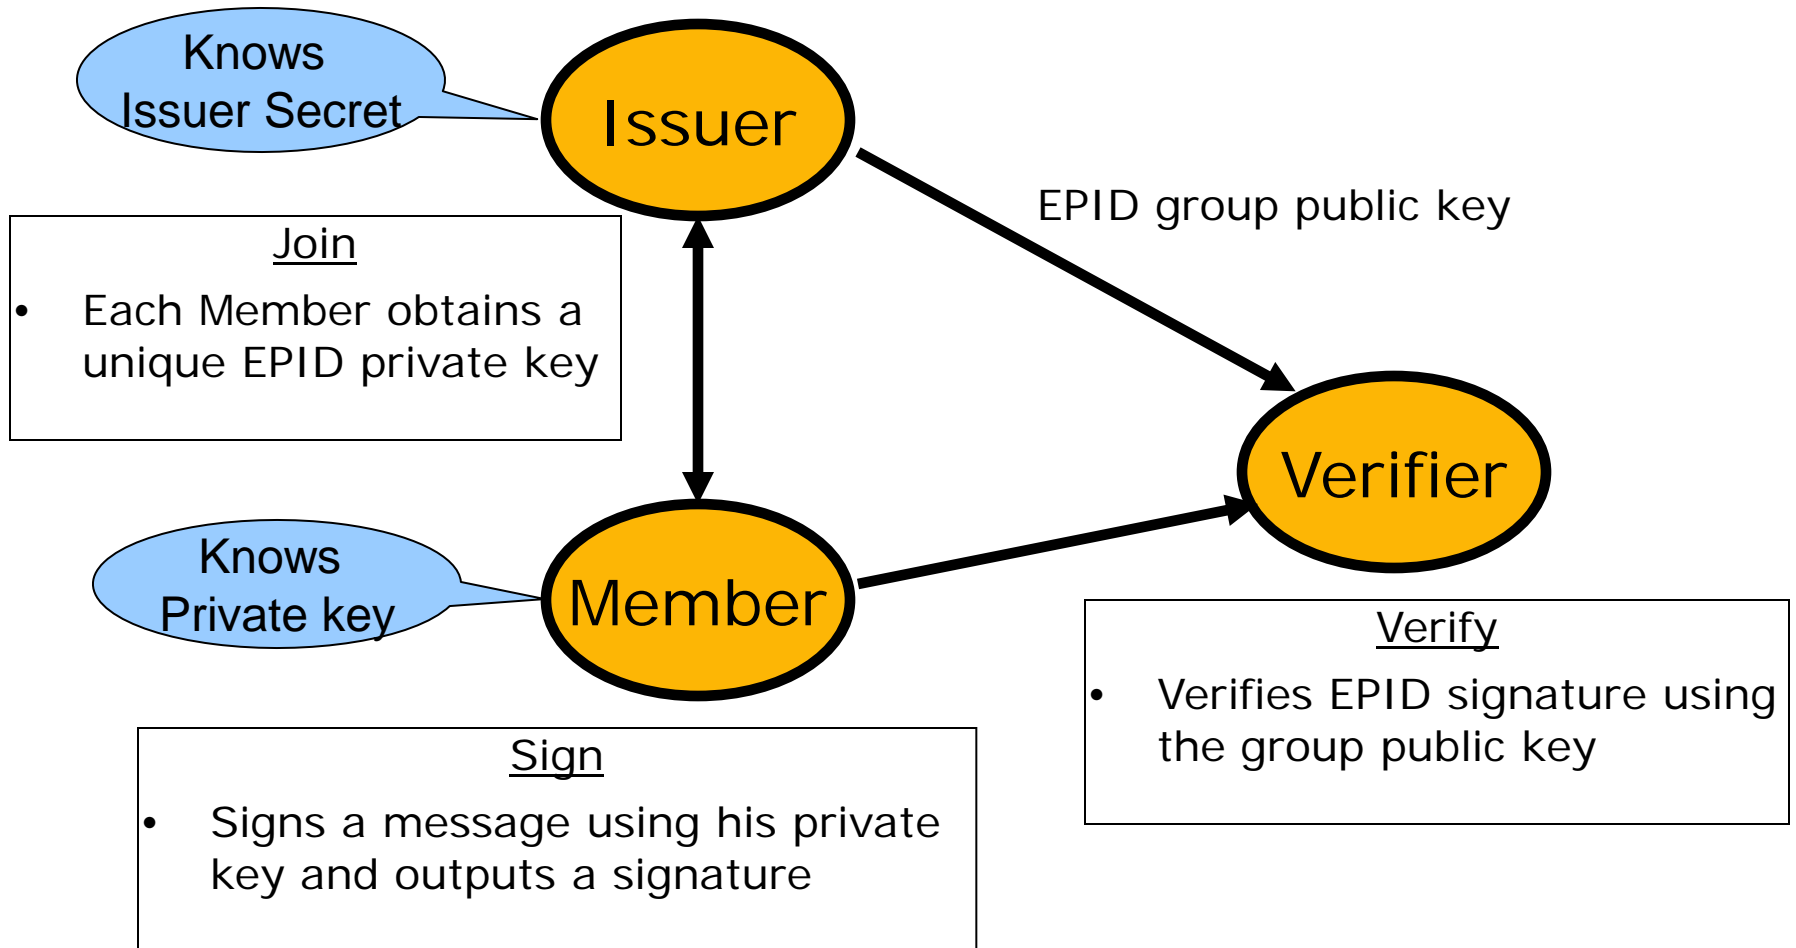 Knows
Issuer Secret
Issuer
EPID group public key
Join
• Each Member obtains a
unique EPID private key
Verifier
Knows
Private key
Member
Verify
• Verifies EPID signature using
the group public key
Sign
• Signs a message using his private
key and outputs a signature